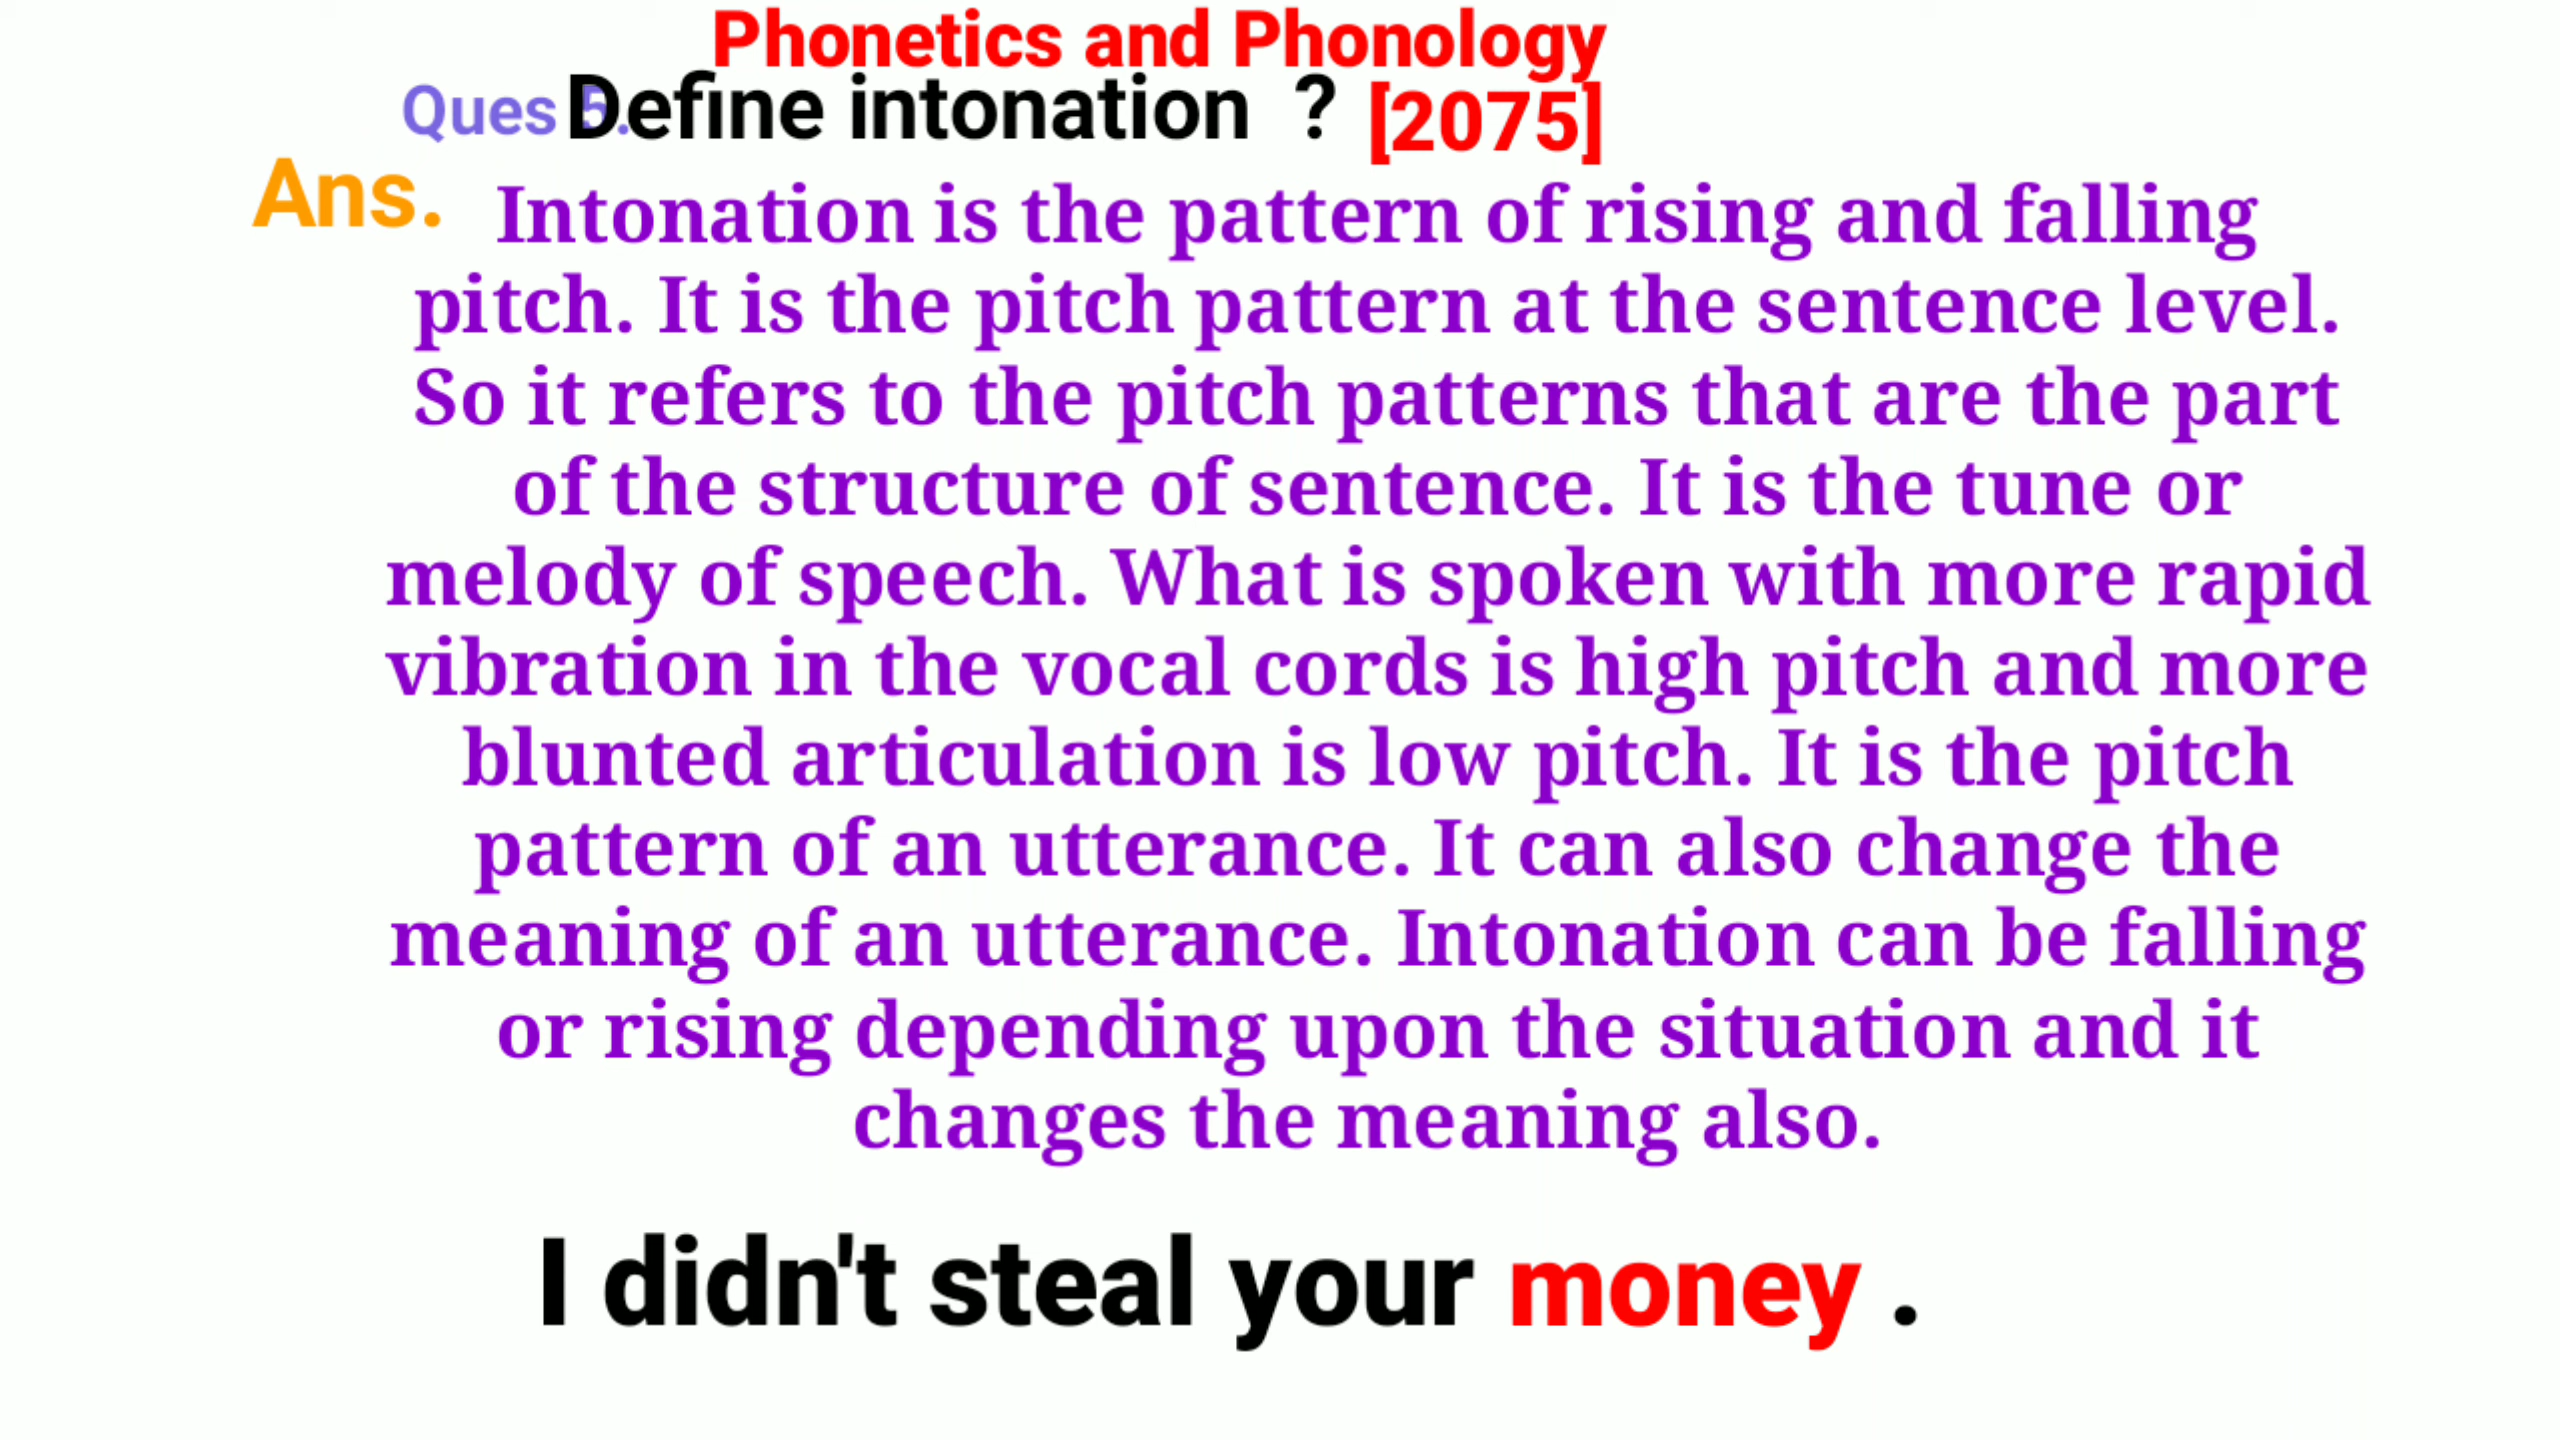 Phonetics and Phonology
Ques 5. Define intonation ? [2075]
Ans. Intonation is the pattern of rising and falling
pitch. It is the pitch pattern at the sentence level.
So it refers to the pitch patterns that are the part
of the structure of sentence. It is the tune or
melody of speech. What is spoken with more rapid
vibration in the vocal cords is high pitch and more
blunted articulation is low pitch. It is the pitch
pattern of an utterance. It can also change the
meaning of an utterance. Intonation can be falling
or rising depending upon the situation and it
changes the meaning also.
I didn't steal your money .